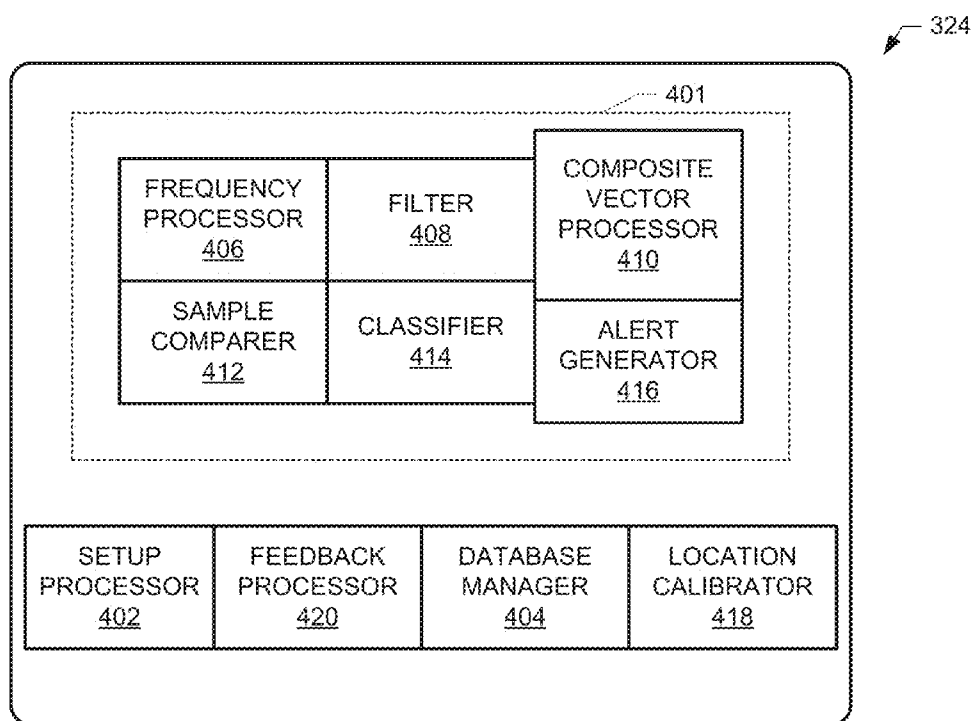 324
401
FREQUENCY
PROCESSOR
406
FILTER
408
COMPOSITE
VECTOR
PROCESSOR
410
SAMPLE
COMPARER
412
CLASSIFIER
414
ALERT
GENERATOR
416
SETUP
PROCESSOR
402
FEEDBACK
PROCESSOR
420
DATABASE
MANAGER
404
LOCATION
CALIBRATOR
418